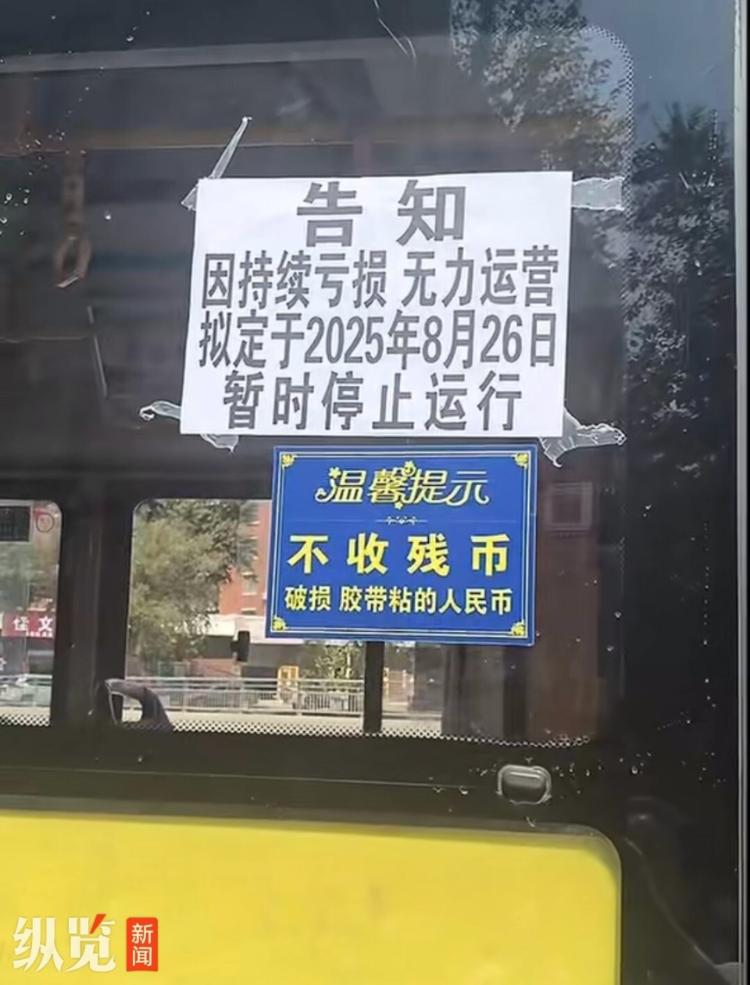 告知
因持续亏损 无力运营
拟定于2025年8月26日
暂时停止运行
温馨提示
不收残币
破损 胶带粘的人民币
纵览新闻